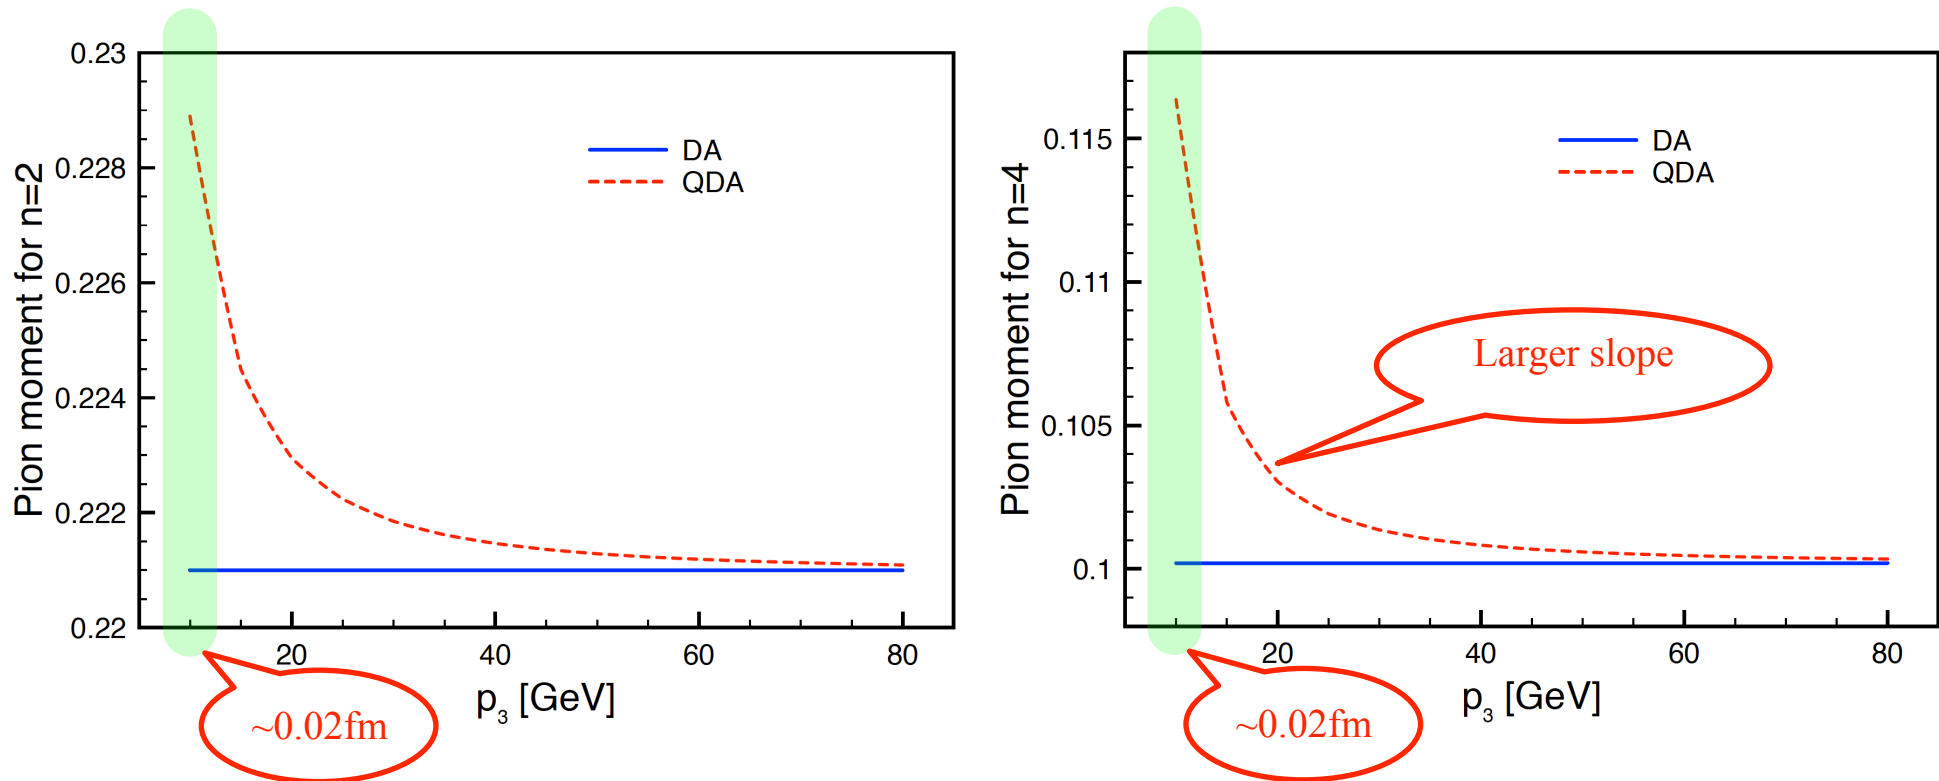 Pion moment for n=2
0.23
0.228
0.226
0.224
0.222
0.22
DA
QDA
20 40 60 80
p3 [GeV]
~0.02fm
Pion moment for n=4
0.115
0.11
0.105
0.1
DA
QDA
Larger slope
20 40 60 80
p3 [GeV]
~0.02fm